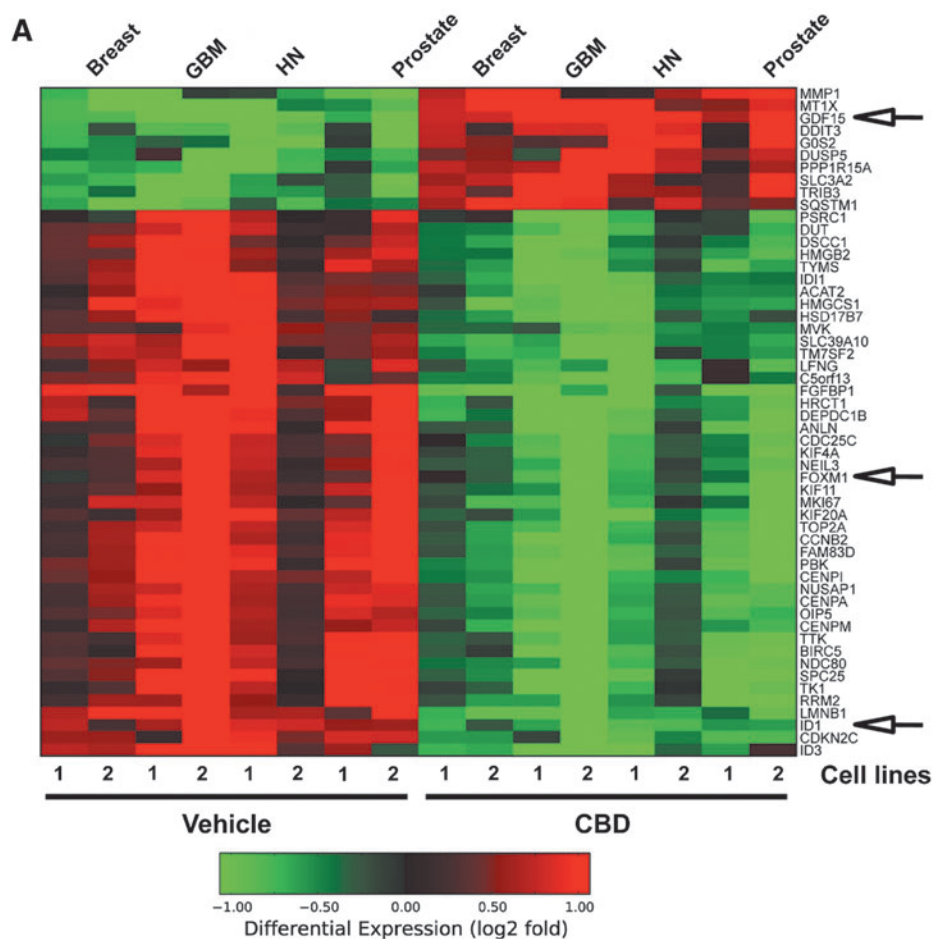 A
Breast GBM HN Prostate Breast GBM HN Prostate
MMP1
MT1X
GDF15
DDIT3
G0S2
DUSP5
PPP1R15A
SLC3A2
TRIB3
SQSTM1
PSRC1
DUT
DSCC1
HMGB2
TYMS
IDI1
ACAT2
HMGCS1
HSD17B7
MVK
SLC39A10
TM7SF2
LFNG
C5orf13
FGFBP1
HRCT1
DEPDC1B
ANLN
CDC25C
KIF4A
NEIL3
FOXM1
KIF11
MKI67
KIF20A
TOP2A
CCNB2
FAM83D
PBK
CENPI
NUSAP1
CENPA
OIP5
CENPM
TTK
BIRC5
NDC80
SPC25
TK1
RRM2
LMNB1
ID1
CDKN2C
ID3
1 2 1 2 1 2 1 2 1 2 1 2 1 2 1 2 Cell lines
Vehicle CBD
−1.00 −0.50 0.00 0.50 1.00
Differential Expression (log2 fold)